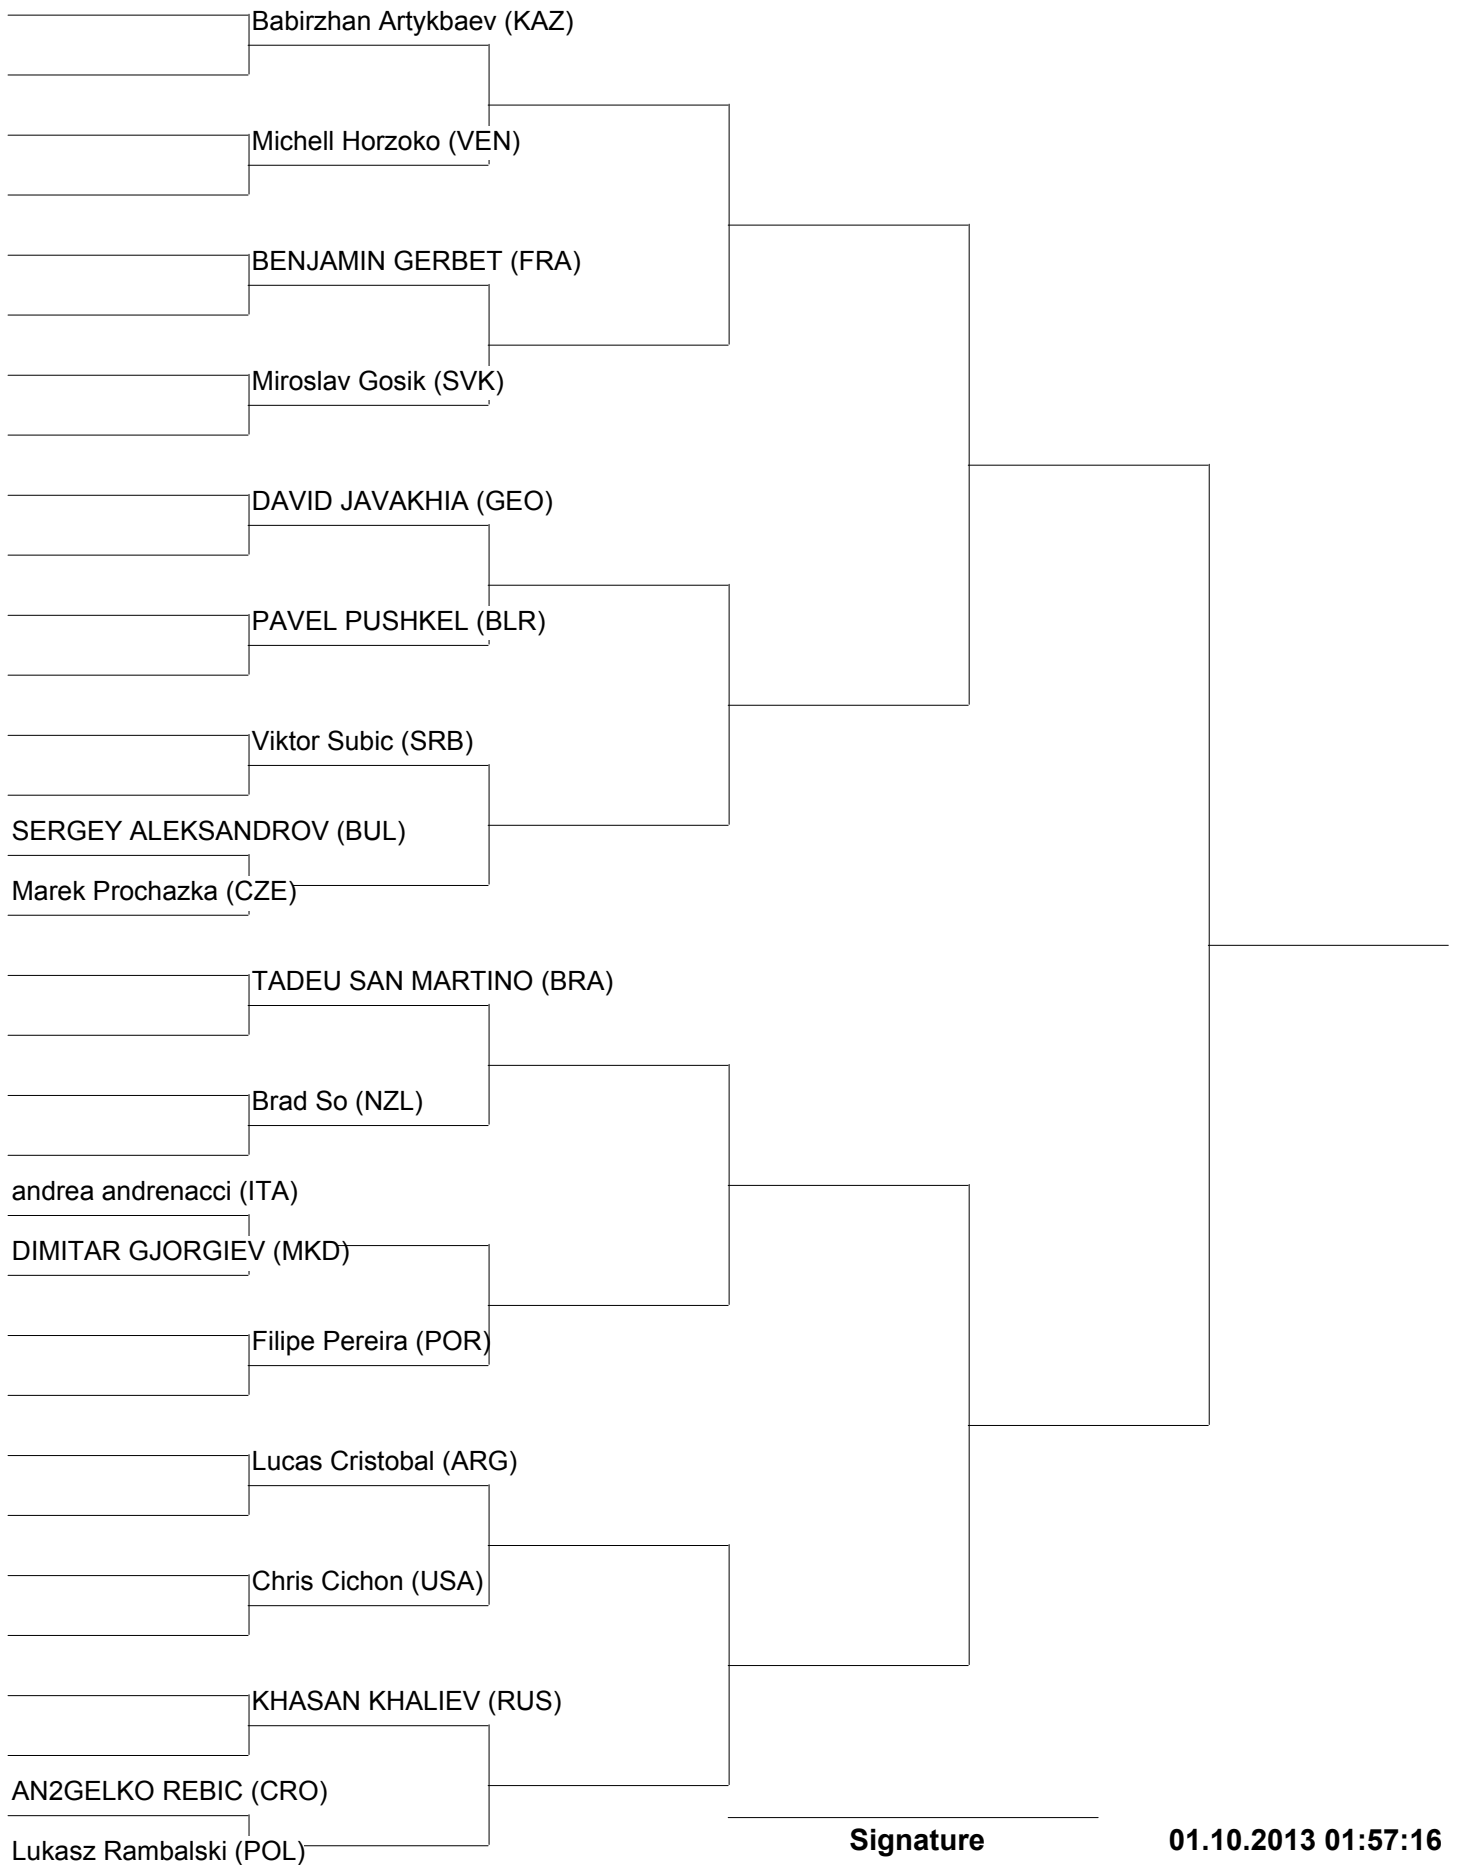 Babirzhan Artykbaev (KAZ)
Michell Horzoko (VEN)
BENJAMIN GERBET (FRA)
Miroslav Gosik (SVK)
DAVID JAVAKHIA (GEO)
PAVEL PUSHKEL (BLR)
Viktor Subic (SRB)
SERGEY ALEKSANDROV (BUL)
Marek Prochazka (CZE)
TADEU SAN MARTINO (BRA)
Brad So (NZL)
andrea andrenacci (ITA)
DIMITAR GJORGIEV (MKD)
Filipe Pereira (POR)
Lucas Cristobal (ARG)
Chris Cichon (USA)
KHASAN KHALIEV (RUS)
AN2GELKO REBIC (CRO)
Lukasz Rambalski (POL)
Signature 01.10.2013 01:57:16